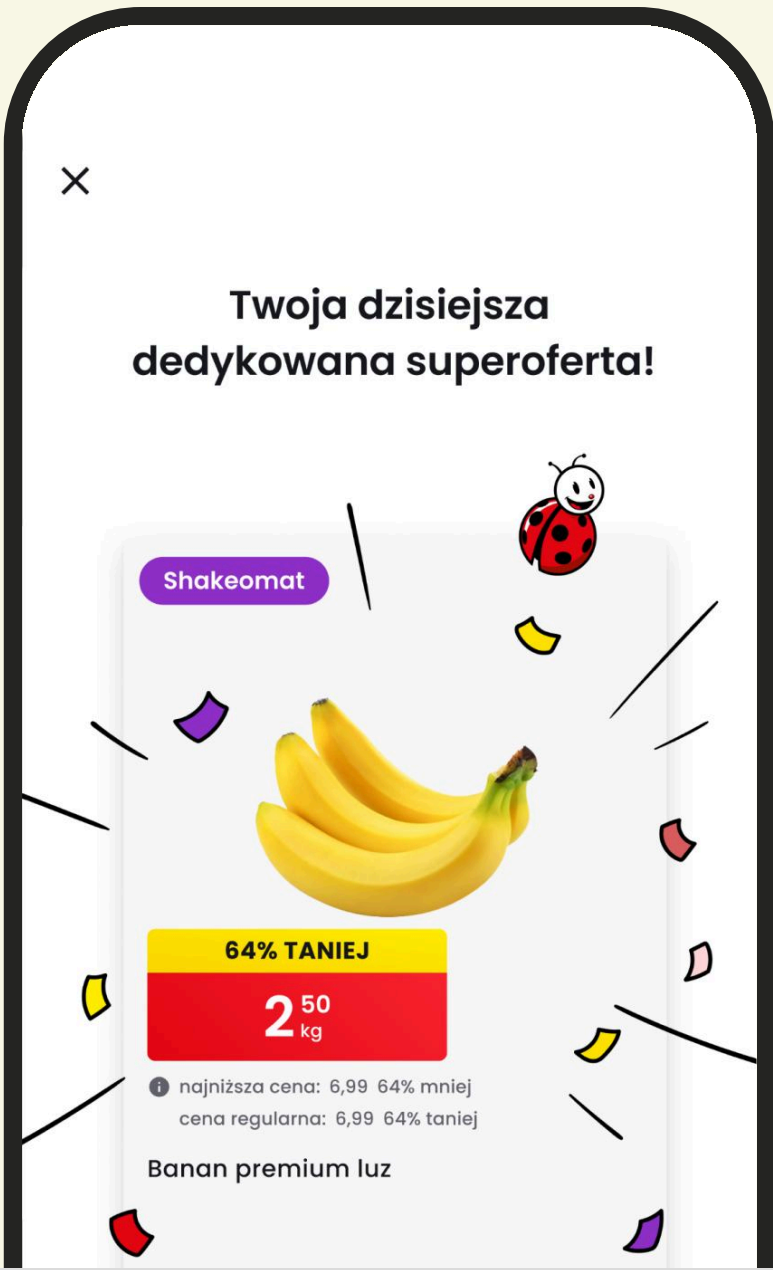 Twoja dzisiejsza
dedykowana superoferta!
Shakeomat
64% TANIEJ
2 50
kg
najniższa cena: 6,99 64% mniej
cena regularna: 6,99 64% taniej
Banan premium luz